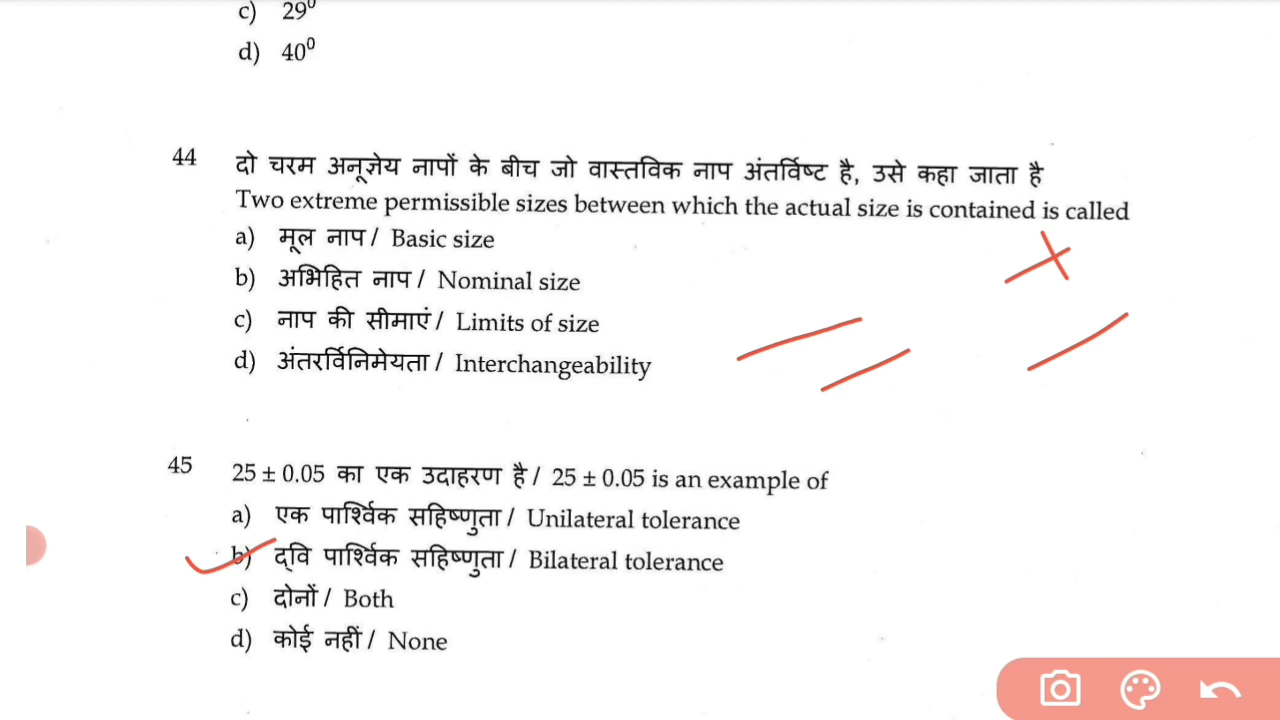 c) 29⁰
d) 40⁰
44 दो चरम अनूज्ञेय नापों के बीच जो वास्तविक नाप अंतर्विष्ट है, उसे कहा जाता है
Two extreme permissible sizes between which the actual size is contained is called
a) मूल नाप / Basic size
b) अभिहित नाप / Nominal size
c) नाप की सीमाएं / Limits of size
d) अंतरर्विनिमेयता / Interchangeability
45 25 ± 0.05 का एक उदाहरण है / 25 ± 0.05 is an example of
a) एक पार्श्विक सहिष्णुता / Unilateral tolerance
b) द्वि पार्श्विक सहिष्णुता / Bilateral tolerance
c) दोनों / Both
d) कोई नहीं / None